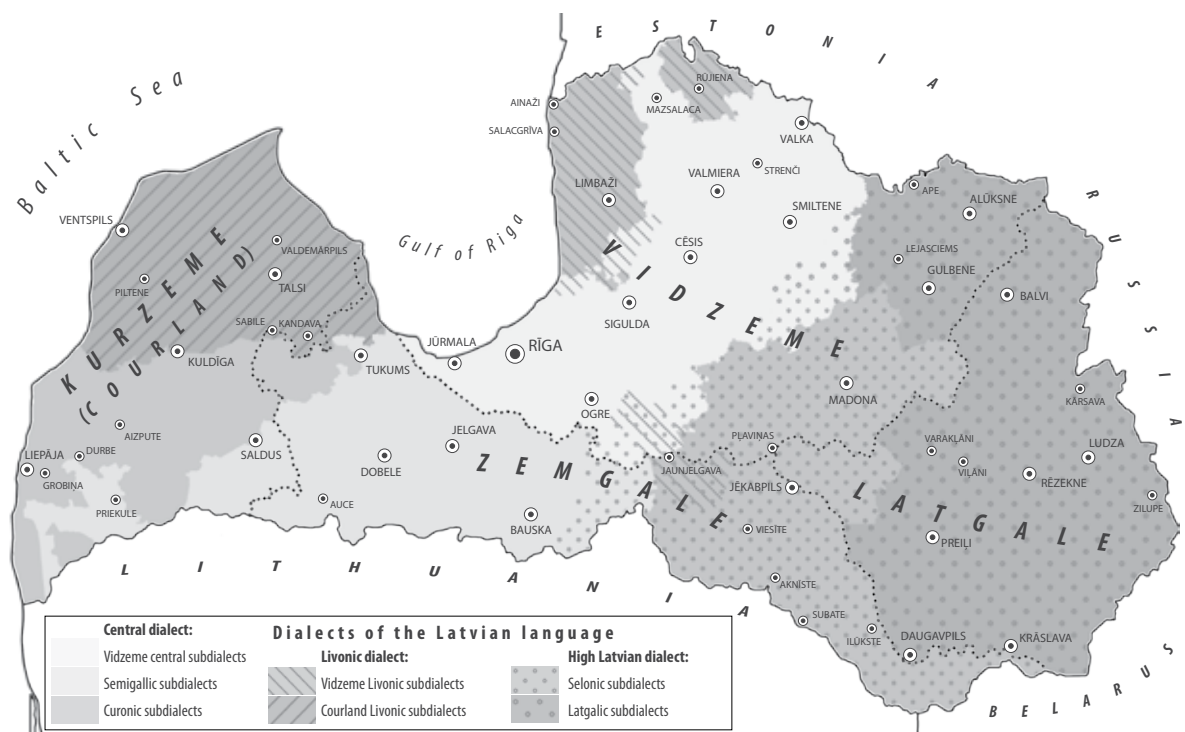 ESTONIA
Baltic Sea
RŪJIENA
AINAŽI
MAZSALACA
SALACGRĪVA
VALKA
STRENČI
LIMBAŽI
VALMIERA
APE
ALŪKSNE
SMILTENE
RUSSIA
VENTSPILS
Gulf of Riga
VALDEMĀRPILS
CĒSIS
LEJASCIEMS
PILTENE
TALSI
GULBENE
BALVI
KURZEME
(COURLAND)
VIDZEME
SIGULDA
SABILE
KANDAVA
JŪRMALA
RĪGA
KULDĪGA
TUKUMS
MADONA
KĀRSAVA
OGRE
AIZPUTE
SALDUS
JELGAVA
PĻAVIŅAS
VARAKĻĀNI
LUDZA
DURBE
LIEPĀJA
DOBELE
ZEMGALE
JAUNJELGAVA
VIĻĀNI
GROBIŅA
JĒKABPILS
RĒZEKNE
PRIEKULE
AUCE
LATGALE
ZILUPE
BAUSKA
VIESĪTE
PREIĻI
LITHUANIA
AKNĪSTE
SUBATE
ILŪKSTE
DAUGAVPILS
KRĀSLAVA
BELARUS
Dialects of the Latvian language
Central dialect:
Vidzeme central subdialects
Semigallic subdialects
Curonic subdialects
Livonic dialect:
Vidzeme Livonic subdialects
Courland Livonic subdialects
High Latvian dialect:
Selonic subdialects
Latgalic subdialects